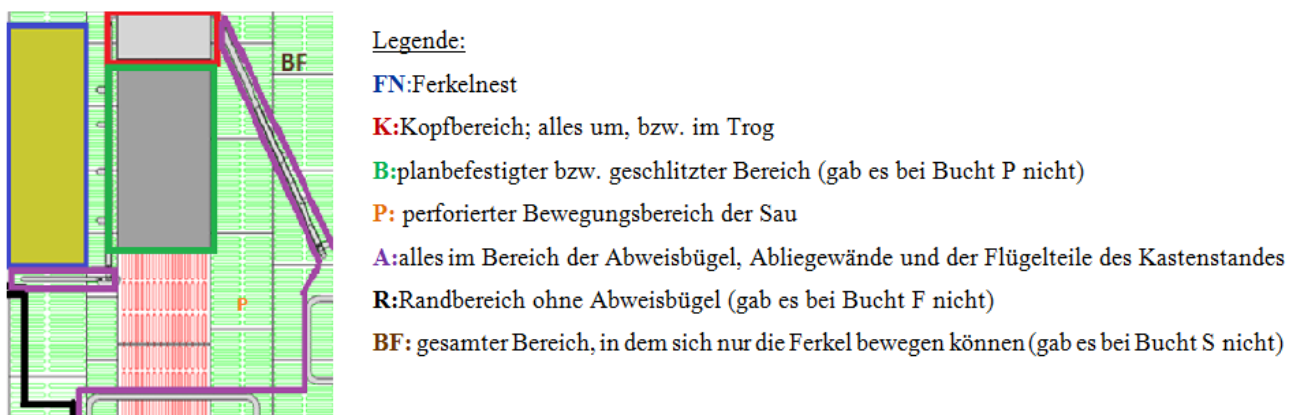 BF
P
Legende:
FN:Ferkelnest
K:Kopfbereich; alles um, bzw. im Trog
B:planbefestigter bzw. geschlitzter Bereich (gab es bei Bucht P nicht)
P: perforierter Bewegungsbereich der Sau
A:alles im Bereich der Abweisbügel, Abliegewände und der Flügelteile des Kastenstandes
R:Randbereich ohne Abweisbügel (gab es bei Bucht F nicht)
BF: gesamter Bereich, in dem sich nur die Ferkel bewegen können (gab es bei Bucht S nicht)